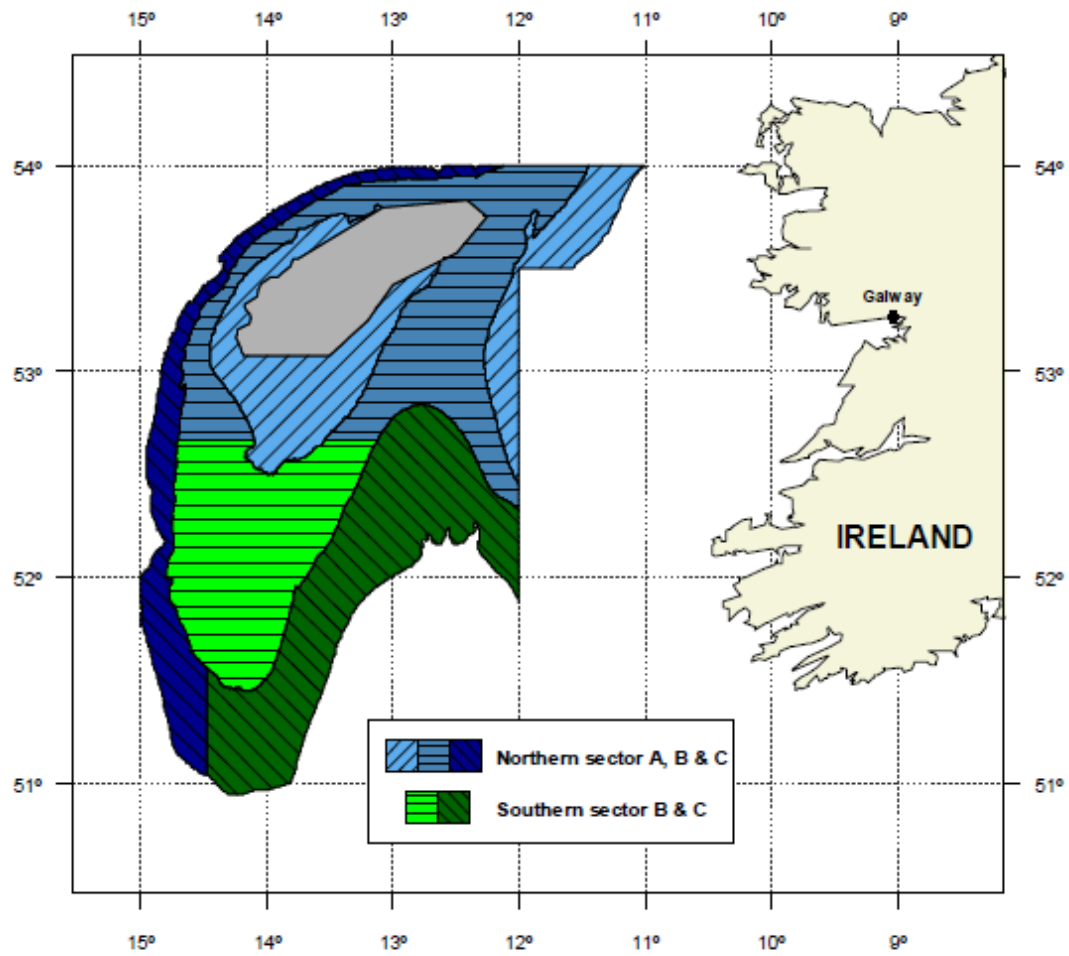 15º 14º 13º 12º 11º 10º 9º
54º 54º
Galway
53º 53º
IRELAND
52º 52º
Northern sector A, B & C
51º 51º
Southern sector B & C
15º 14º 13º 12º 11º 10º 9º